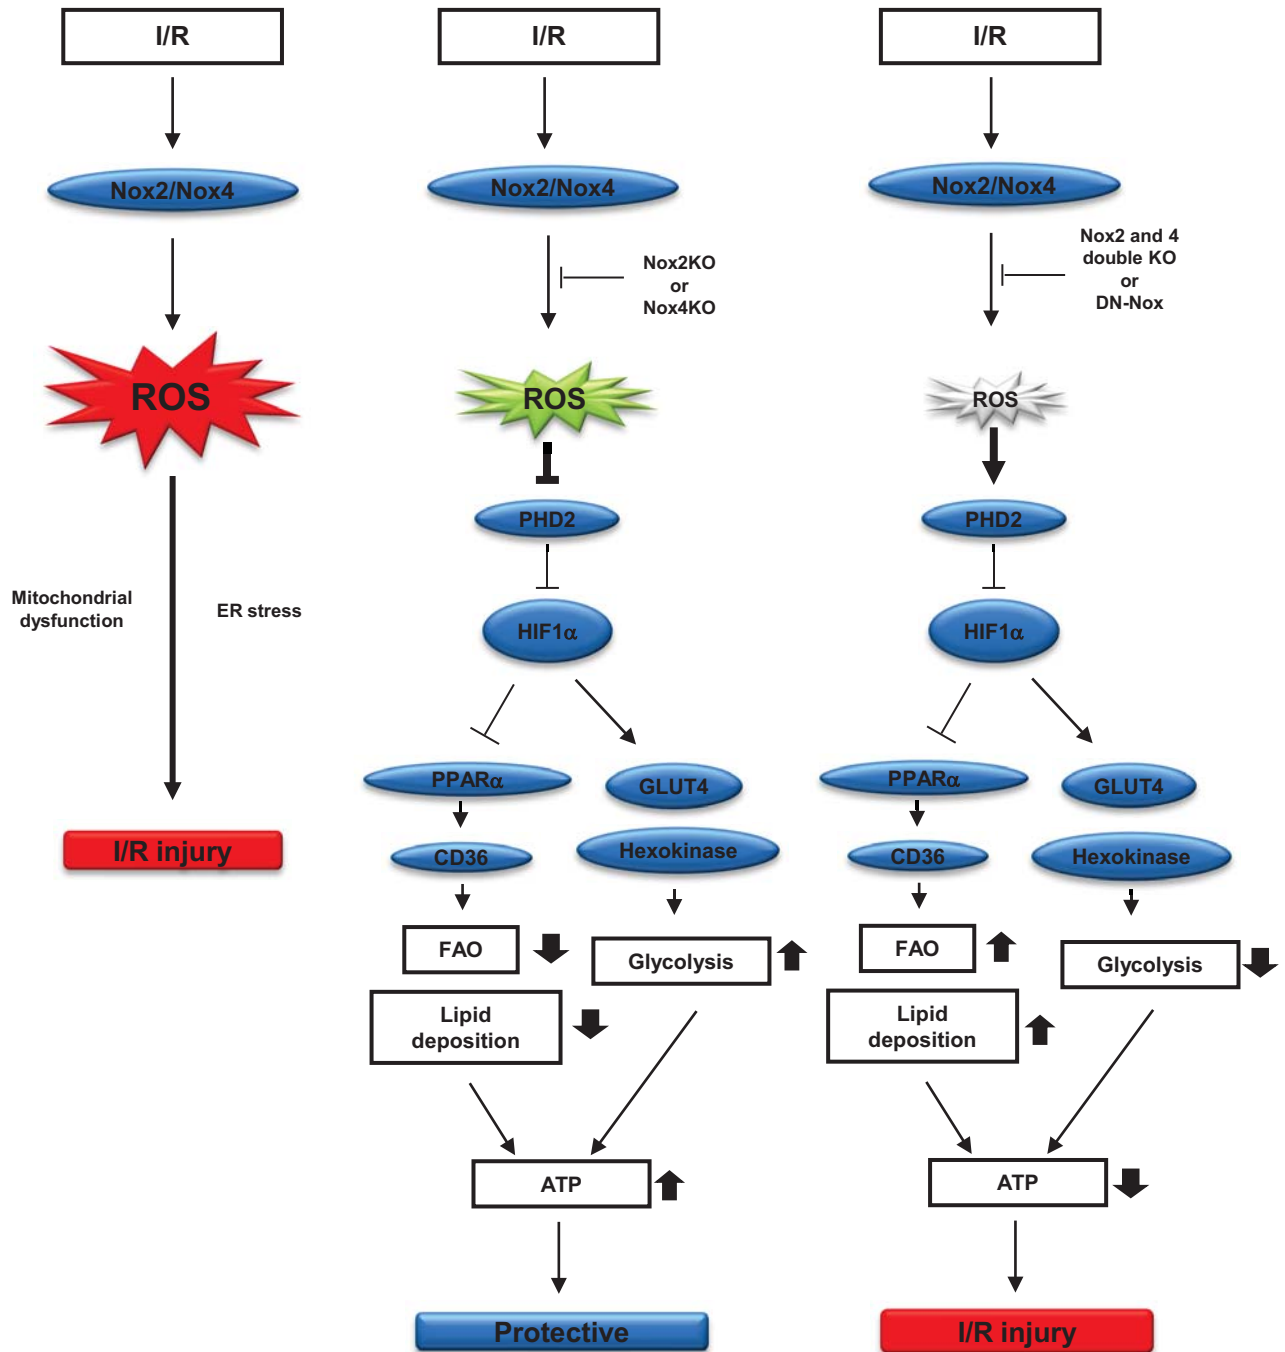 I/R
Nox2/Nox4
ROS
Mitochondrial
dysfunction
ER stress
I/R injury
I/R
Nox2/Nox4
Nox2KO
or
Nox4KO
ROS
PHD2
HIF1α
PPARα
GLUT4
CD36
Hexokinase
FAO
Glycolysis
Lipid
deposition
ATP
Protective
I/R
Nox2/Nox4
Nox2 and 4
double KO
or
DN-Nox
ROS
PHD2
HIF1α
PPARα
GLUT4
CD36
Hexokinase
FAO
Glycolysis
Lipid
deposition
ATP
I/R injury